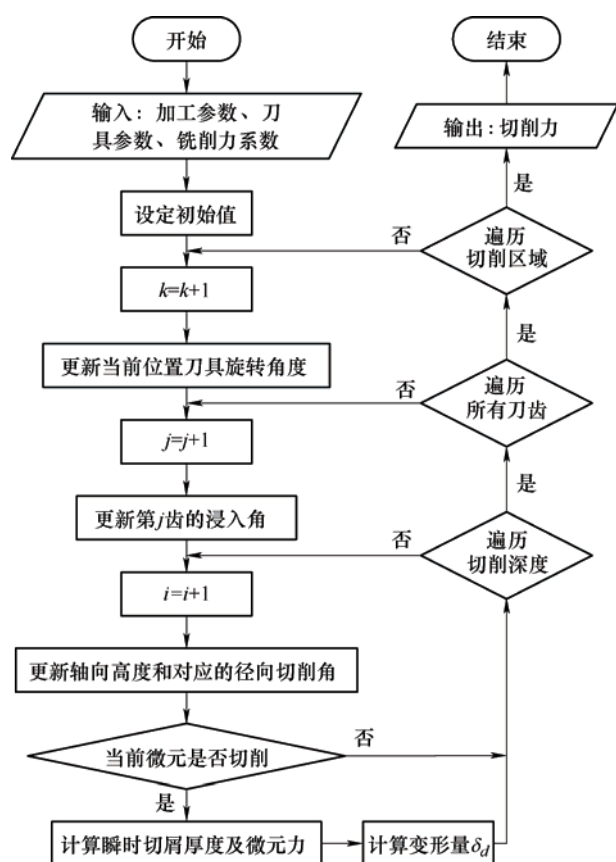 开始
输入：加工参数、刀
具参数、铣削力系数
设定初始值
k=k+1
更新当前位置刀具旋转角度
j=j+1
更新第j齿的浸入角
i=i+1
更新轴向高度和对应的径向切削角
当前微元是否切削
否
是
计算瞬时切屑厚度及微元力
计算变形量δd
遍历
切削深度
否
是
遍历
所有刀齿
否
是
遍历
切削区域
否
是
输出：切削力
结束